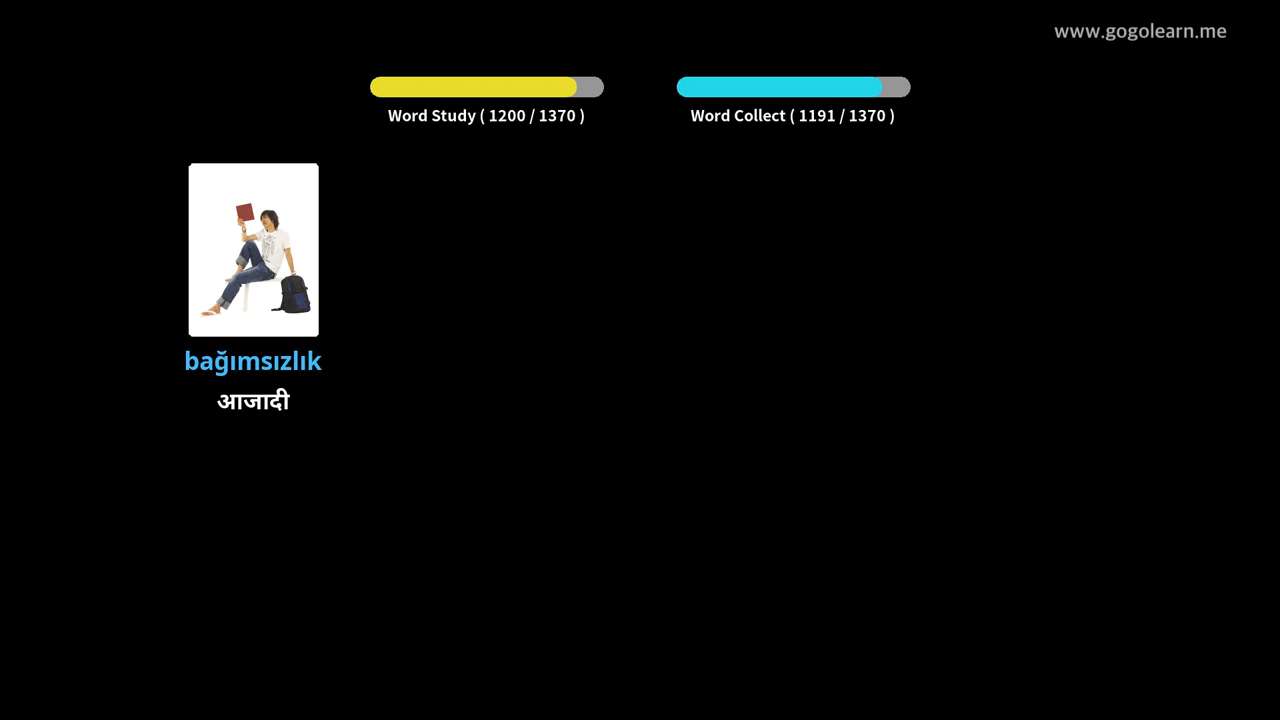 www.gogolearn.me
Word Study ( 1200 / 1370 )
Word Collect ( 1191 / 1370 )
bağımsızlık
आजादी